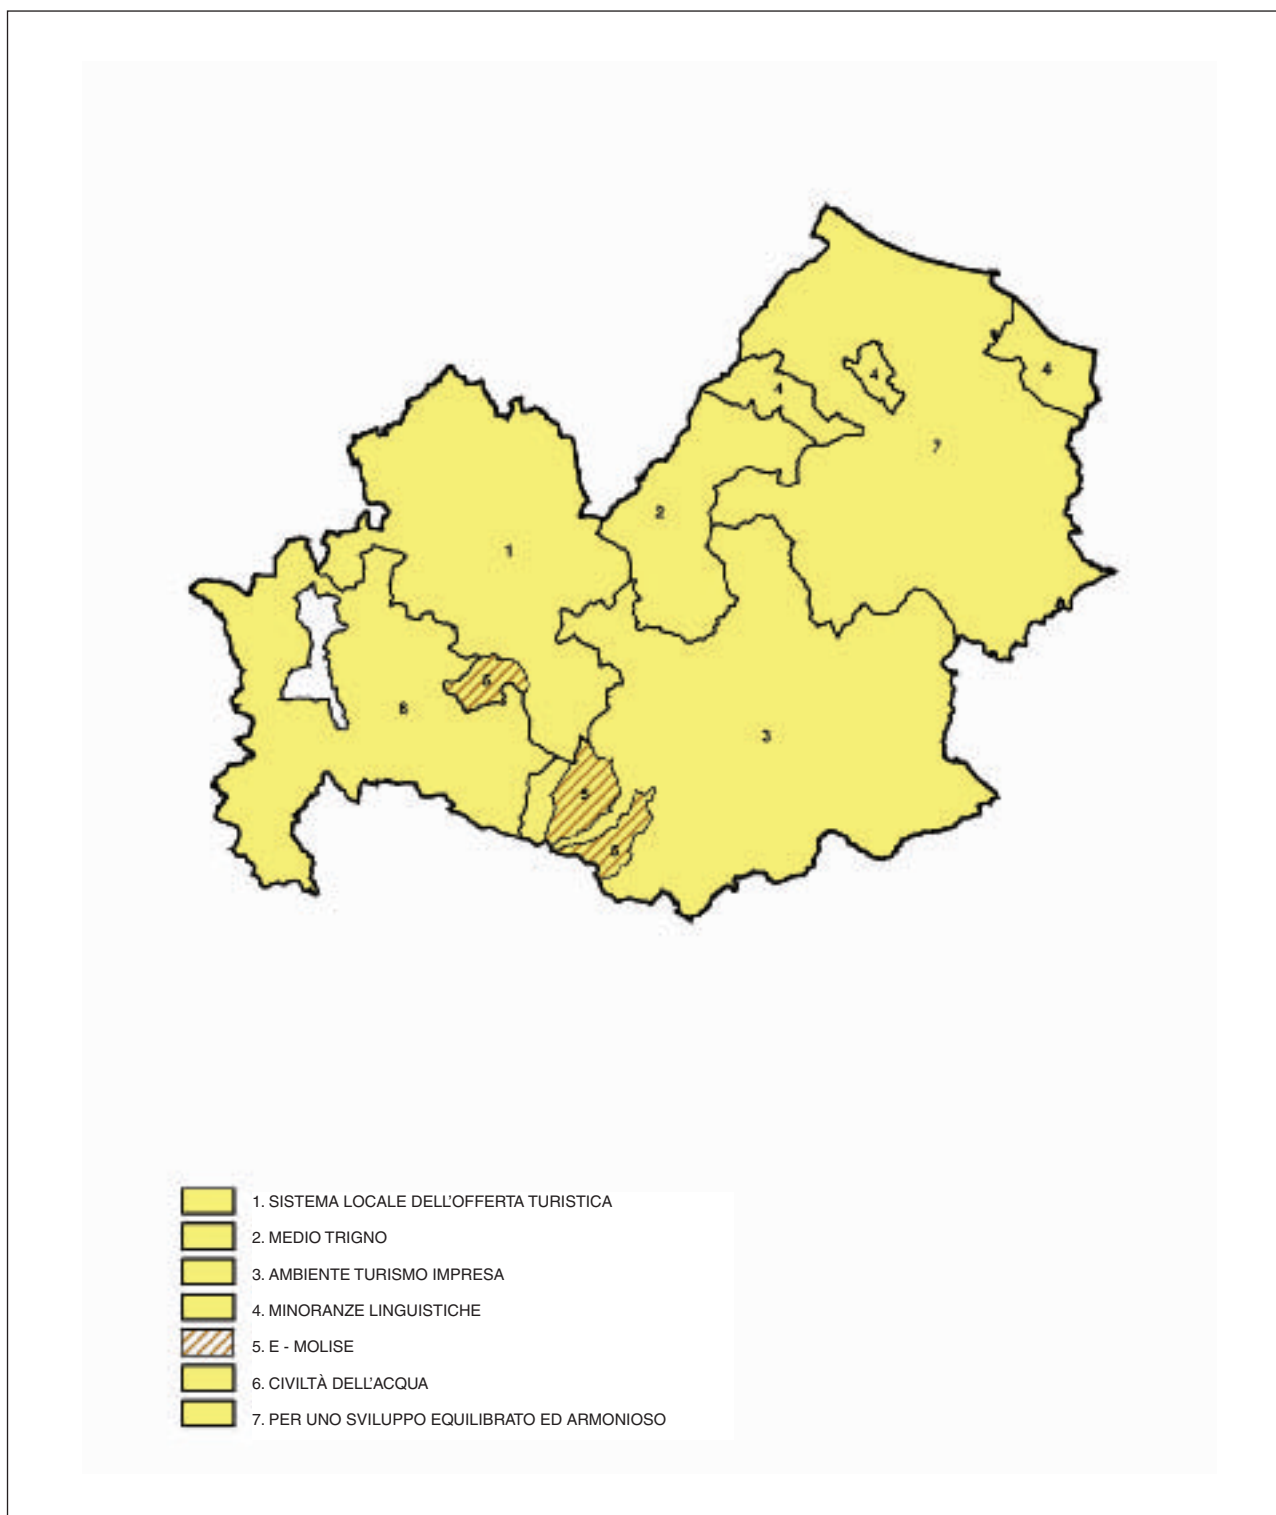 4
4
4
7
2
1
6
3
5
1. SISTEMA LOCALE DELL'OFFERTA TURISTICA
2. MEDIO TRIGNO
3. AMBIENTE TURISMO IMPRESA
4. MINORANZE LINGUISTICHE
5. E - MOLISE
6. CIVILTÀ DELL'ACQUA
7. PER UNO SVILUPPO EQUILIBRATO ED ARMONIOSO